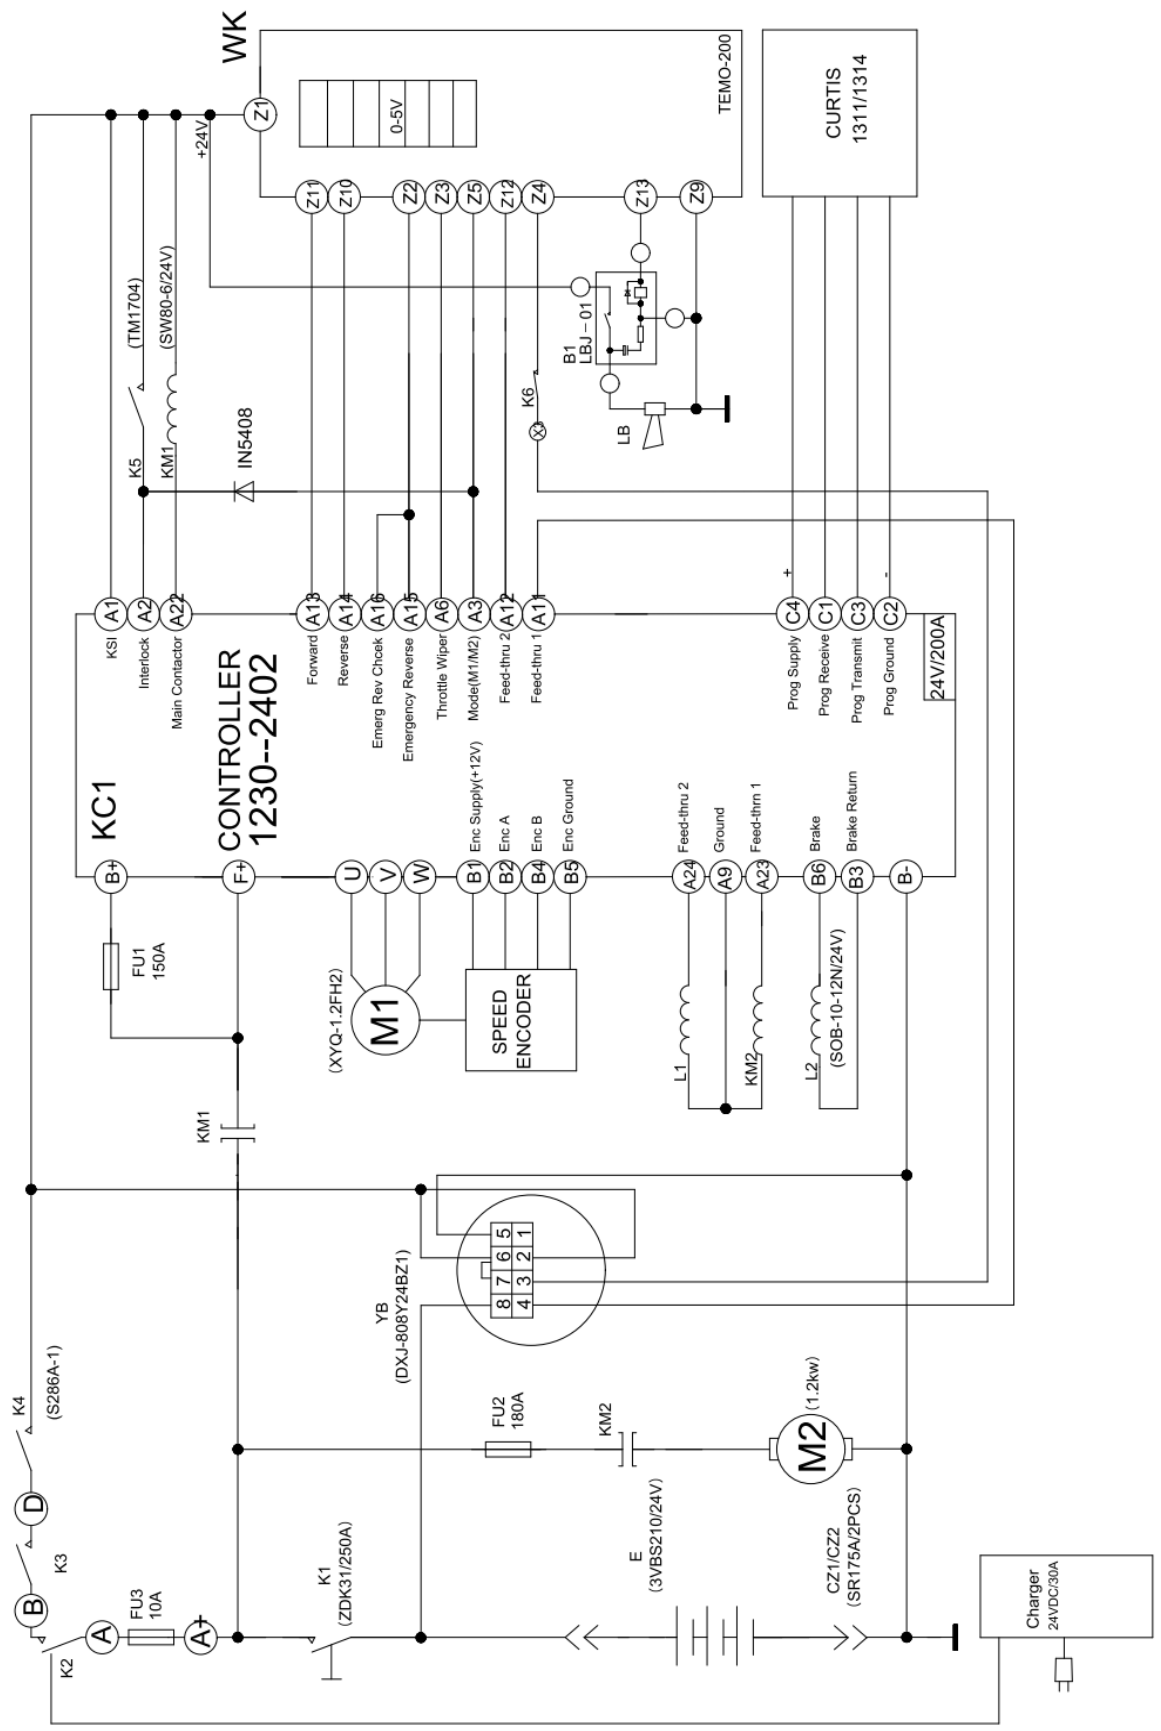 WK
Z1
TEMO-200
0-5V
+24V
Z11
Z10
Z2
Z3
Z5
Z12
Z4
Z13
Z9
CURTIS
1311/1314
(TM1704)
(SW80-6/24V)
K5
KM1
IN5408
B1
LBJ – 01
K6
X2
LB
+
-
A1
A2
A22
A13
A14
A16
A15
A6
A3
A12
A11
C4
C1
C3
C2
KSI
Interlock
Main Contactor
Forward
Reverse
Emerg Rev Chcek
Emergency Reverse
Throttle Wiper
Mode(M1/M2)
Feed-thru 2
Feed-thru 1
Prog Supply
Prog Receive
Prog Transmit
Prog Ground
24V/200A
KC1
CONTROLLER
1230--2402
Enc Supply(+12V)
Enc A
Enc B
Enc Ground
Feed-thru 2
Ground
Feed-thrn 1
Brake
Brake Return
B+
F+
U
V
W
B1
B2
B4
B5
A24
A9
A23
B6
B3
B-
FU1
150A
(XYQ-1.2FH2)
M1
SPEED
ENCODER
L1
KM2
L2
(SOB-10-12N/24V)
KM1
YB
(DXJ-808Y24BZ1)
5
6
7
8
1
2
3
4
K4
(S286A-1)
D
K3
B
K2
A
FU3
10A
A+
K1
(ZDK31/250A)
FU2
180A
KM2
M2
(1.2kw)
E
(3VBS210/24V)
CZ1/CZ2
(SR175A/2PCS)
Charger
24VDC/30A